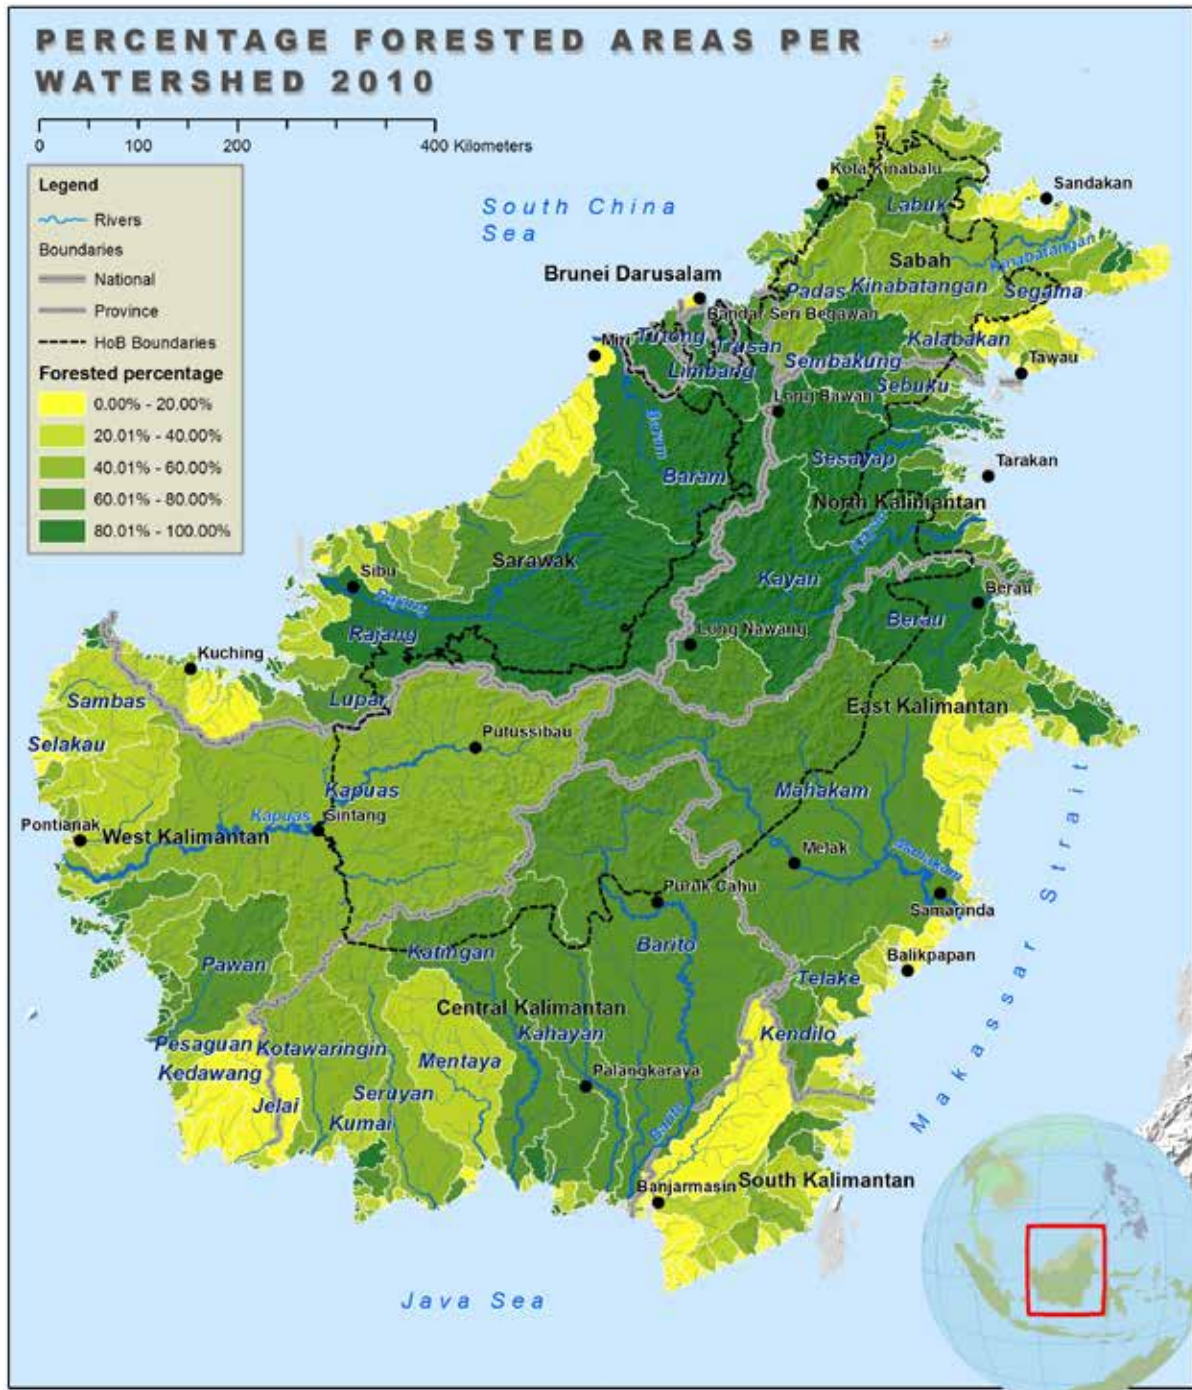 PERCENTAGE FORESTED AREAS PER
WATERSHED 2010
0 100 200 400 Kilometers
Legend
Rivers
Boundaries
National
Province
HoB Boundaries
Forested percentage
0.00% - 20.00%
20.01% - 40.00%
40.01% - 60.00%
60.01% - 80.00%
80.01% - 100.00%
South China
Sea
Kota Kinabalu
Sandakan
Labuk
Sabah
Kinabatangan
Brunei Darusalam
Padas
Kinabatangan
Segama
Bandar Seri Begawan
Miri
Tutong
Trusan
Kalabakan
Limbang
Sembakung
Tawau
Sebuku
Long Bawan
Baram
Baram
Sesayap
Tarakan
North Kalimantan
Kayan
Sarawak
Sibu
Kayan
Berau
Rajang
Berau
Rajang
Long Nawang
Kuching
Lupar
Sambas
East Kalimantan
Selakau
Putussibau
Kapuas
Mahakam
Kapuas
Sintang
Pontianak
West Kalimantan
Melak
Mahakam
Puruk Cahu
Samarinda
Makassar Strait
Katingan
Barito
Balikpapan
Pawan
Telake
Central Kalimantan
Kahayan
Kendilo
Pesaguan
Kotawaringin
Mentaya
Kedawang
Seruyan
Palangkaraya
Jelai
Kumai
Barito
Banjarmasin
South Kalimantan
Java Sea